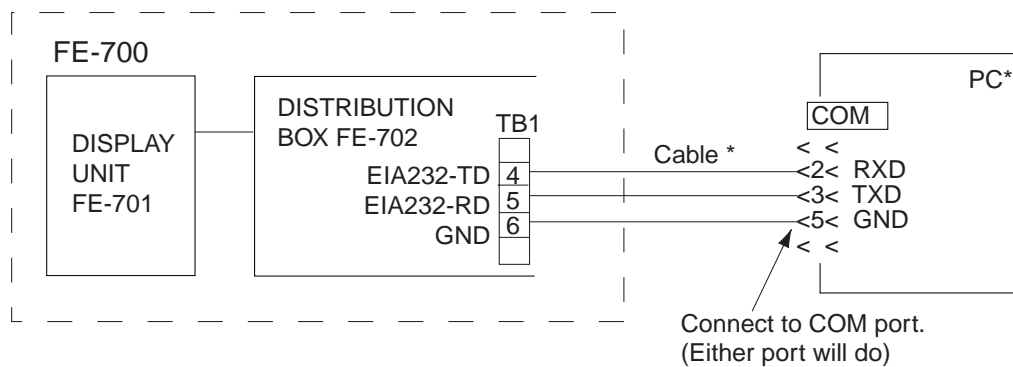 FE-700
DISPLAY
UNIT
FE-701
DISTRIBUTION
BOX FE-702
TB1
EIA232-TD 4
EIA232-RD 5
GND 6
Cable *
PC*
COM
< <
<2< RXD
<3< TXD
<5< GND
< <
Connect to COM port.
(Either port will do)